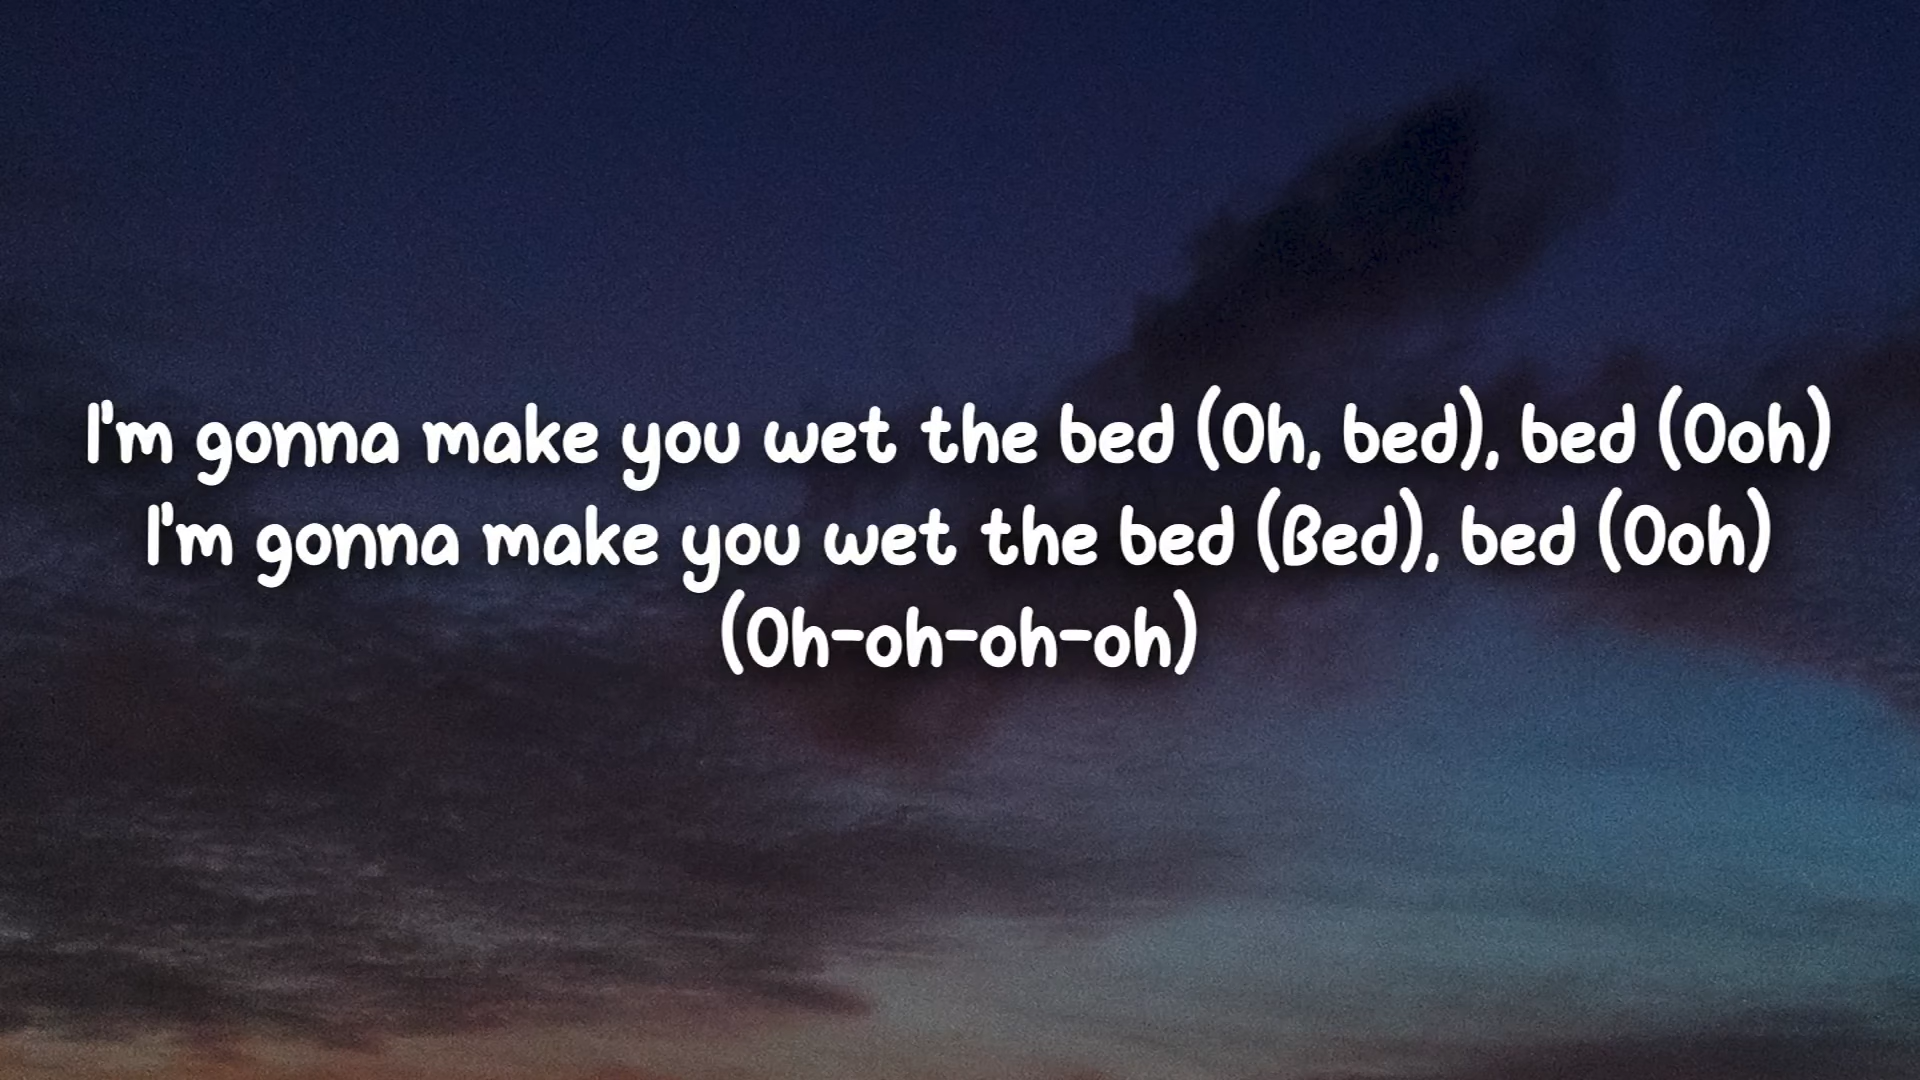 I'm gonna make you wet the bed (Oh, bed), bed (Ooh)
I'm gonna make you wet the bed (Bed), bed (Ooh)
(Oh-oh-oh-oh)